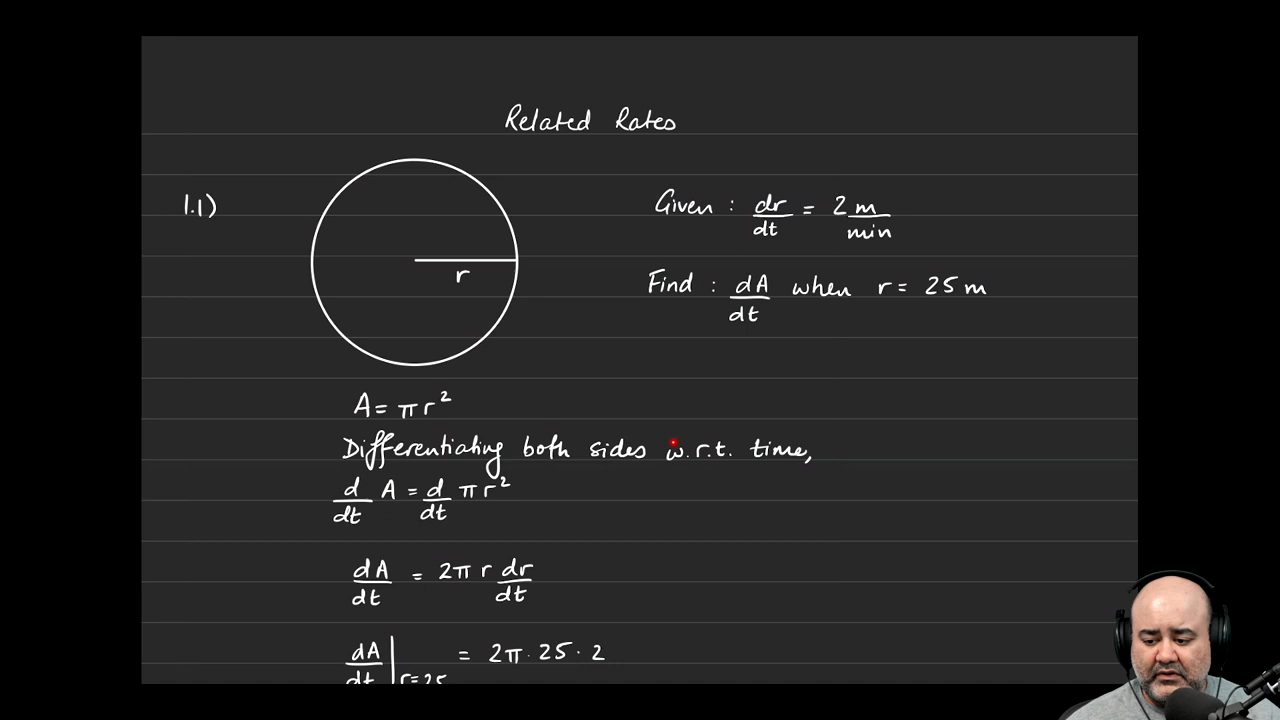 Related Rates
1.1)
Given : dr/dt = 2 m/min
Find : dA/dt when r = 25 m
r
A = πr²
Differentiating both sides w.r.t. time,
d/dt A = d/dt πr²
dA/dt = 2π r dr/dt
dA/dt | r=25 = 2π · 25 · 2